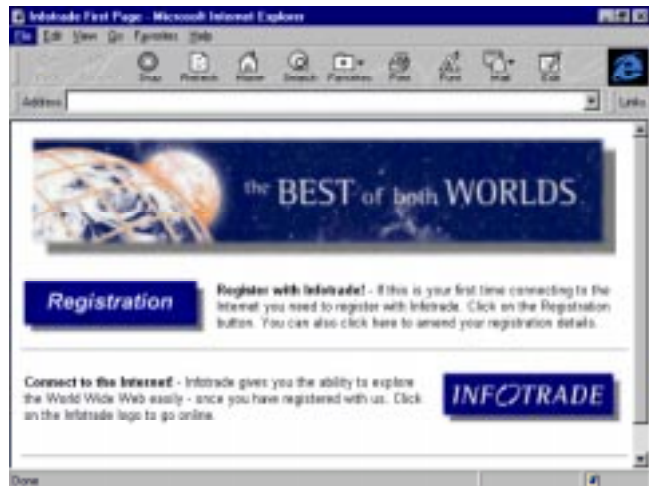 Infotrade First Page - Microsoft Internet Explorer
File Edit View Go Favorites Help
Stop Refresh Home Search Favorites Print Font Mail Edit
Address Links
the BEST of both WORLDS
Registration
Register with Infotrade! - If this is your first time connecting to the
Internet you need to register with Infotrade. Click on the Registration
button. You can also click here to amend your registration details.
Connect to the Internet! - Infotrade gives you the ability to explore
the World Wide Web easily - once you have registered with us. Click
on the Infotrade logo to go online.
INFOTRADE
Done